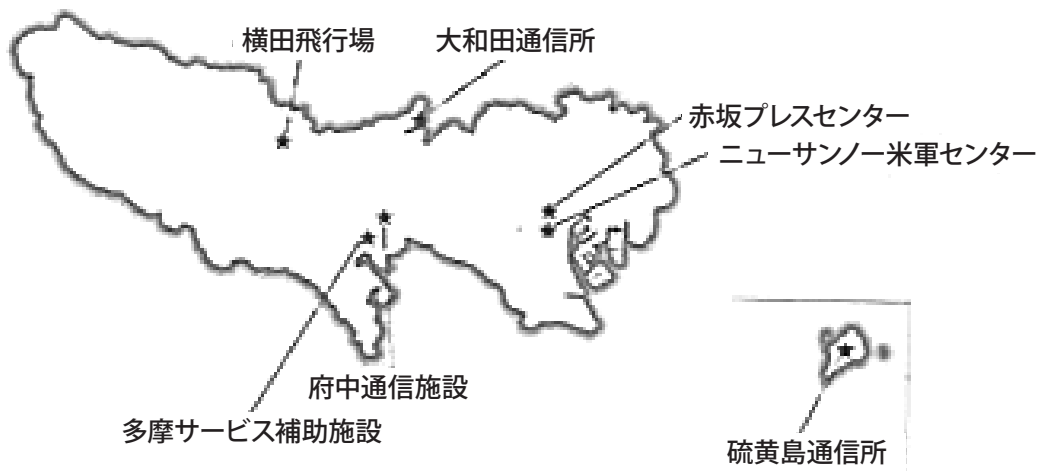 横田飛行場
大和田通信所
赤坂プレスセンター
ニューサンノー米軍センター
府中通信施設
多摩サービス補助施設
硫黄島通信所